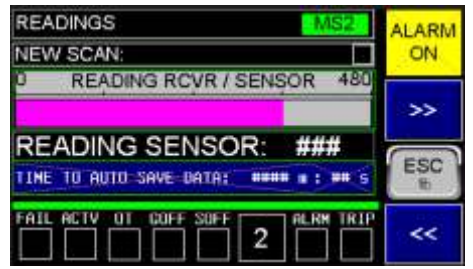 READINGS MS2
ALARM ON
NEW SCAN:
0 READING RCVR / SENSOR 480
>>
READING SENSOR: ###
ESC
TIME TO AUTO SAVE DATA: #### m : ## s
FAIL ACTV OT COFF SOFF ALRM TRIP
2
<<